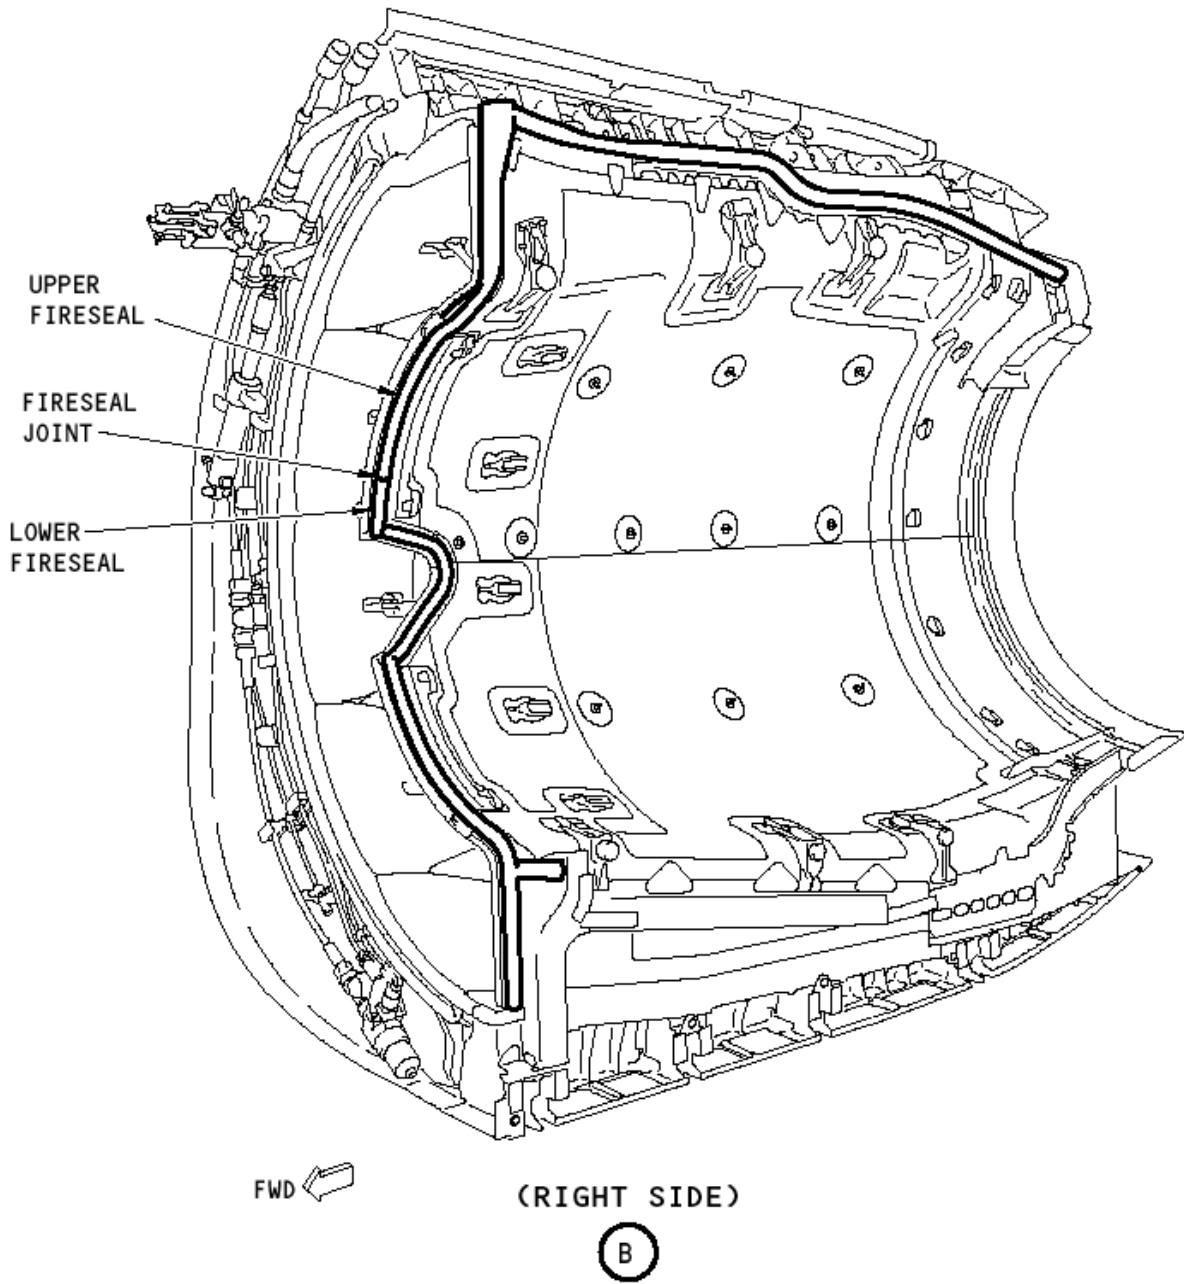 UPPER
FIRESEAL
FIRESEAL
JOINT
LOWER
FIRESEAL
FWD
(RIGHT SIDE)
B